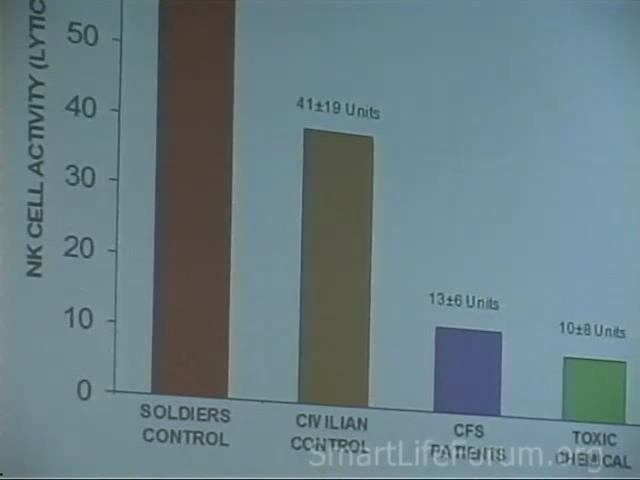 NK CELL ACTIVITY (LYTIC
50
40
30
20
10
0
41±19 Units
13±6 Units
10±8 Units
SOLDIERS
CONTROL
CIVILIAN
CONTROL
CFS
PATIENTS
TOXIC
CHEMICAL
SmartLifeForum.org